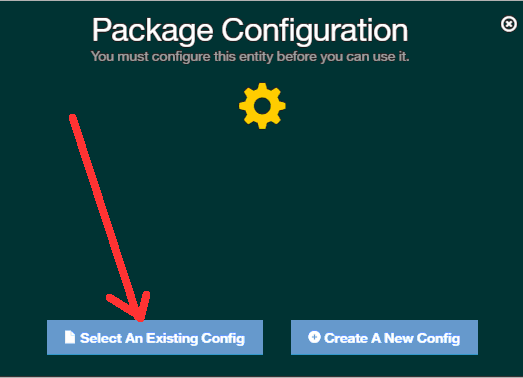 Package Configuration
You must configure this entity before you can use it.
Select An Existing Config
Create A New Config